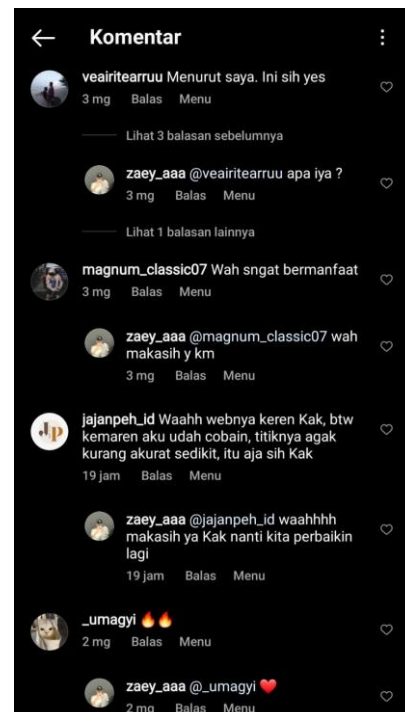 Komentar
veairitearruu Menurut saya. Ini sih yes
3 mg Balas Menu
Lihat 3 balasan sebelumnya
zaey_aaa @veairitearruu apa iya ?
3 mg Balas Menu
Lihat 1 balasan lainnya
magnum_classic07 Wah sngat bermanfaat
3 mg Balas Menu
zaey_aaa @magnum_classic07 wah
makasih y km
3 mg Balas Menu
Jp
jajanpeh_id Waahh webnya keren Kak, btw
kemaren aku udah cobain, titiknya agak
kurang akurat sedikit, itu aja sih Kak
19 jam Balas Menu
zaey_aaa @jajanpeh_id waahhhh
makasih ya Kak nanti kita perbaikin
lagi
19 jam Balas Menu
_umagyi 🔥🔥
2 mg Balas Menu
zaey_aaa @_umagyi ❤️
2 mg Balas Menu